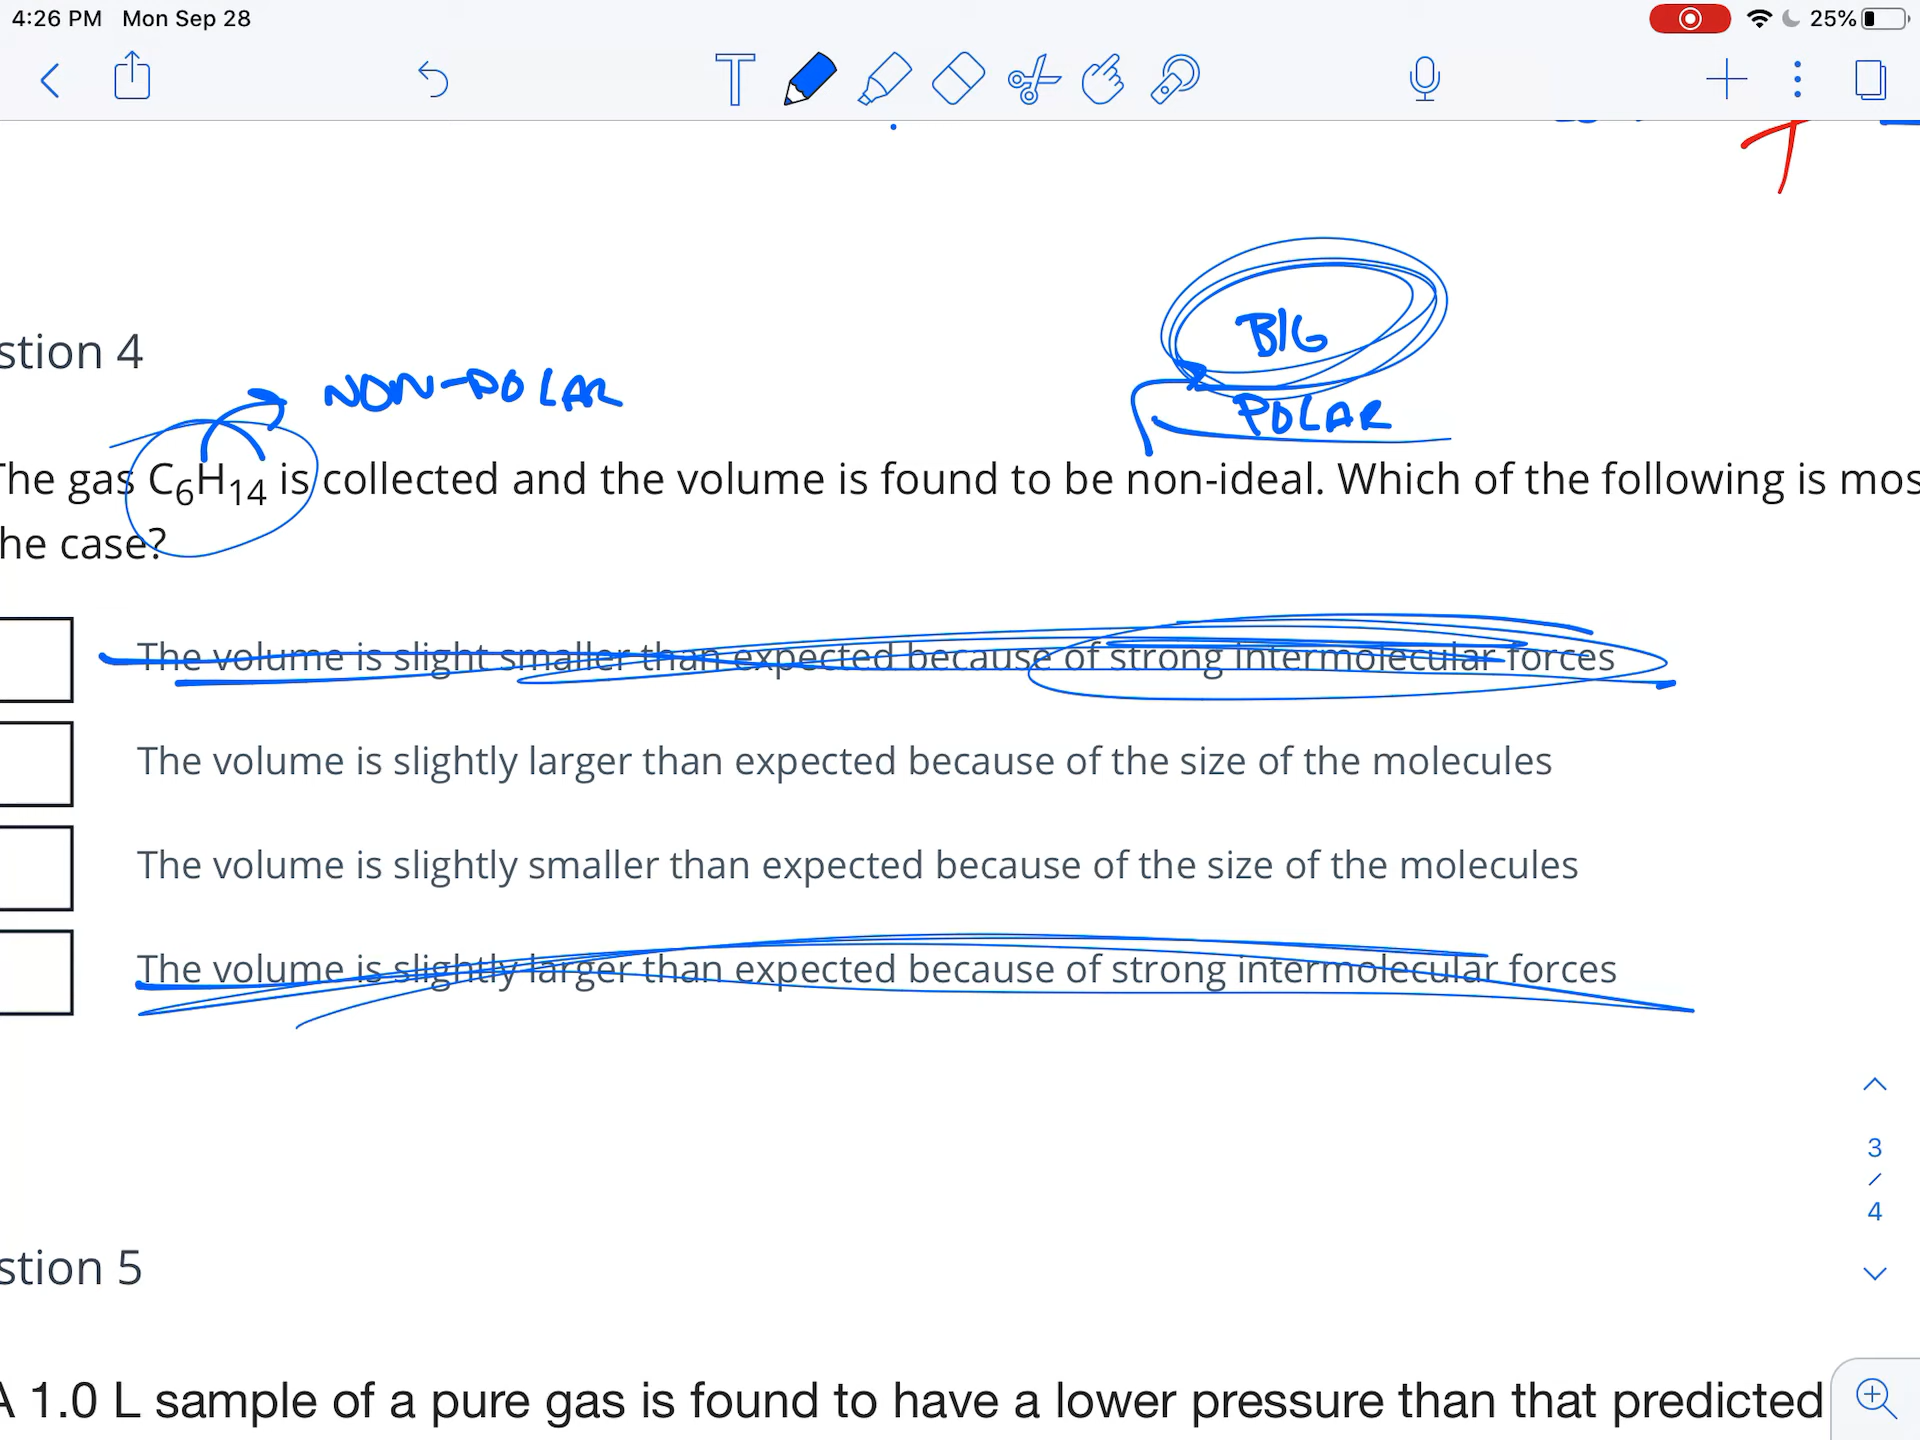 4:26 PM Mon Sep 28
25%
T
BIG
stion 4
NON-POLAR
POLAR
The gas C₆H₁₄ is collected and the volume is found to be non-ideal. Which of the following is mos
he case?
The volume is slight smaller than expected because of strong intermolecular forces
The volume is slightly larger than expected because of the size of the molecules
The volume is slightly smaller than expected because of the size of the molecules
The volume is slightly larger than expected because of strong intermolecular forces
3
/
4
stion 5
A 1.0 L sample of a pure gas is found to have a lower pressure than that predicted